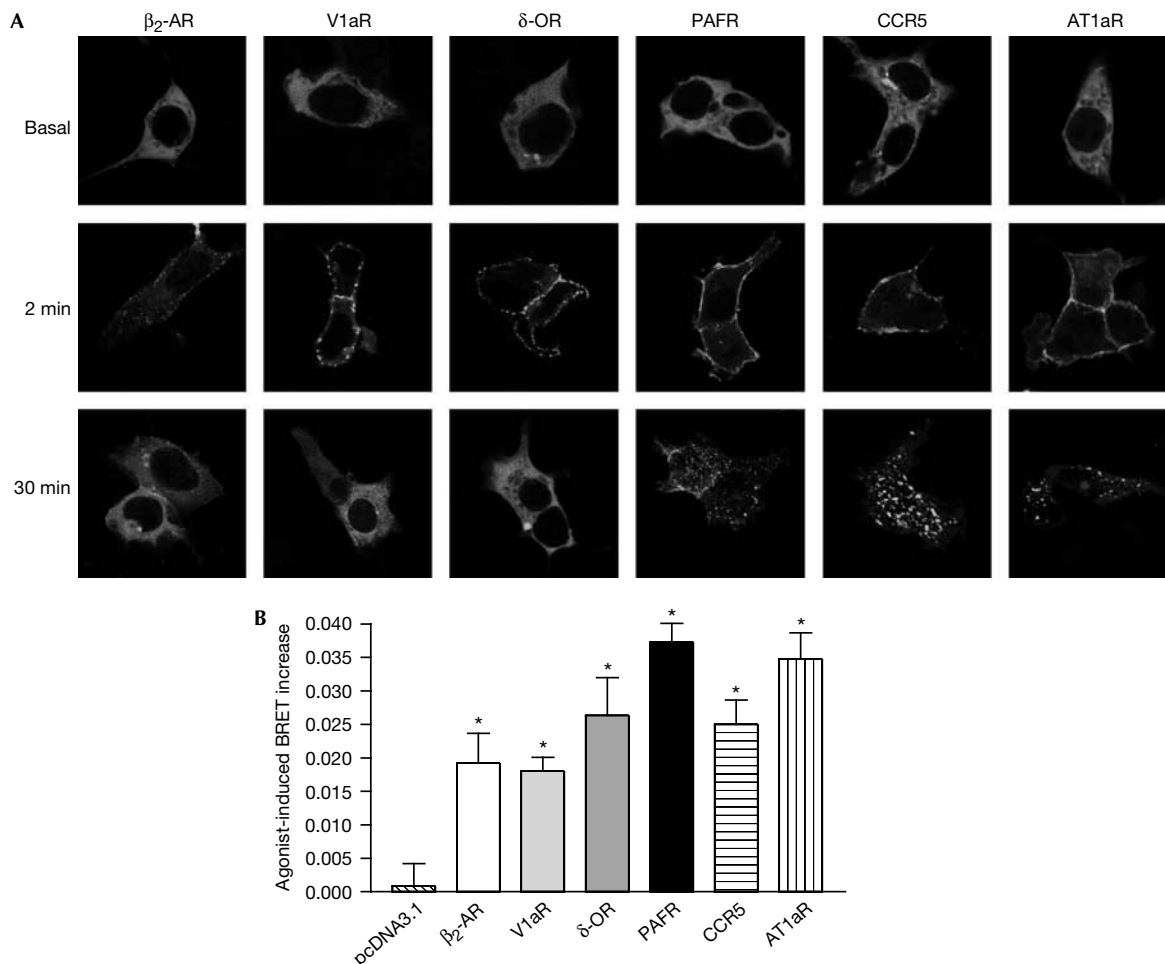 A
β2-AR V1aR δ-OR PAFR CCR5 AT1aR
Basal
2 min
30 min
B
Agonist-induced BRET increase
0.040
0.035
0.030
0.025
0.020
0.015
0.010
0.005
0.000
* * * * * *
pcDNA3.1 β2-AR V1aR δ-OR PAFR CCR5 AT1aR